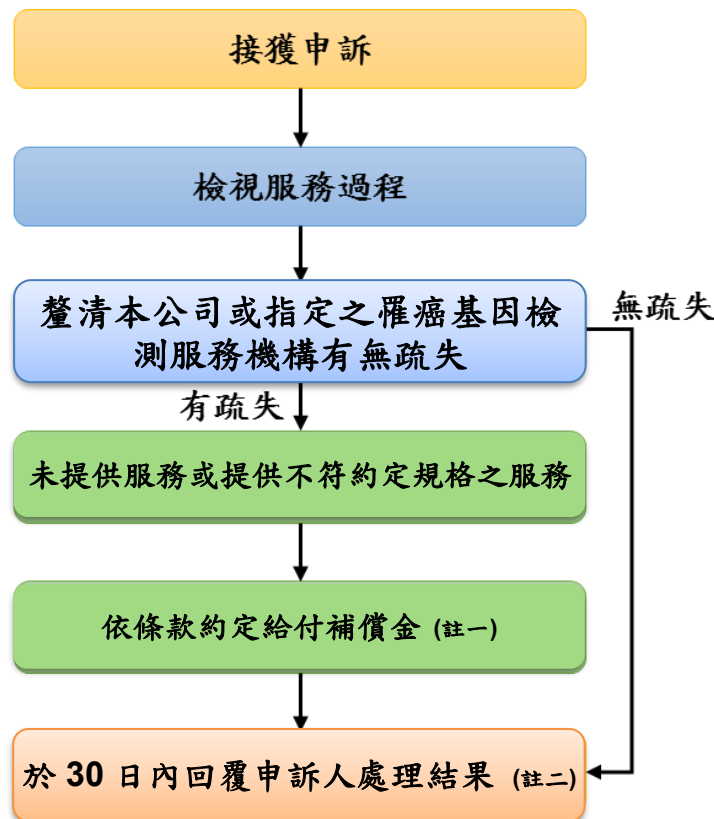 接獲申訴
檢視服務過程
釐清本公司或指定之罹癌基因檢
測服務機構有無疏失
無疏失
有疏失
未提供服務或提供不符約定規格之服務
依條款約定給付補償金 (註一)
於 30 日內回覆申訴人處理結果 (註二)